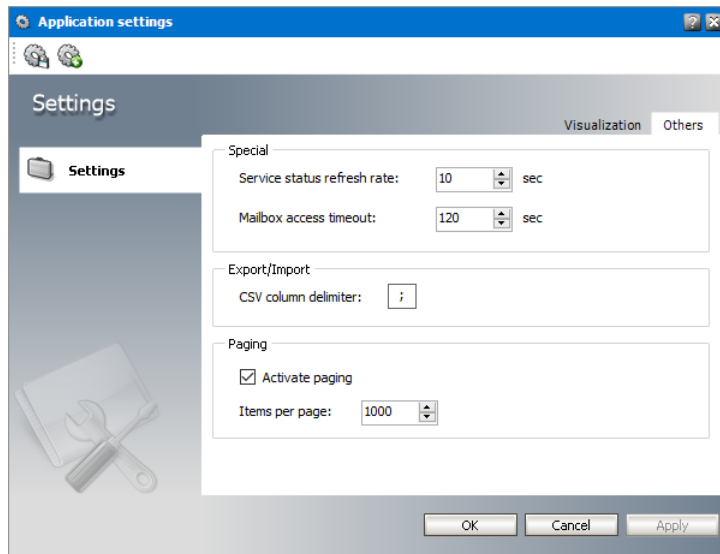 Application settings
Settings
Visualization Others
Settings
Special
Service status refresh rate: 10 sec
Mailbox access timeout: 120 sec
Export/Import
CSV column delimiter: ;
Paging
Activate paging
Items per page: 1000
OK Cancel Apply